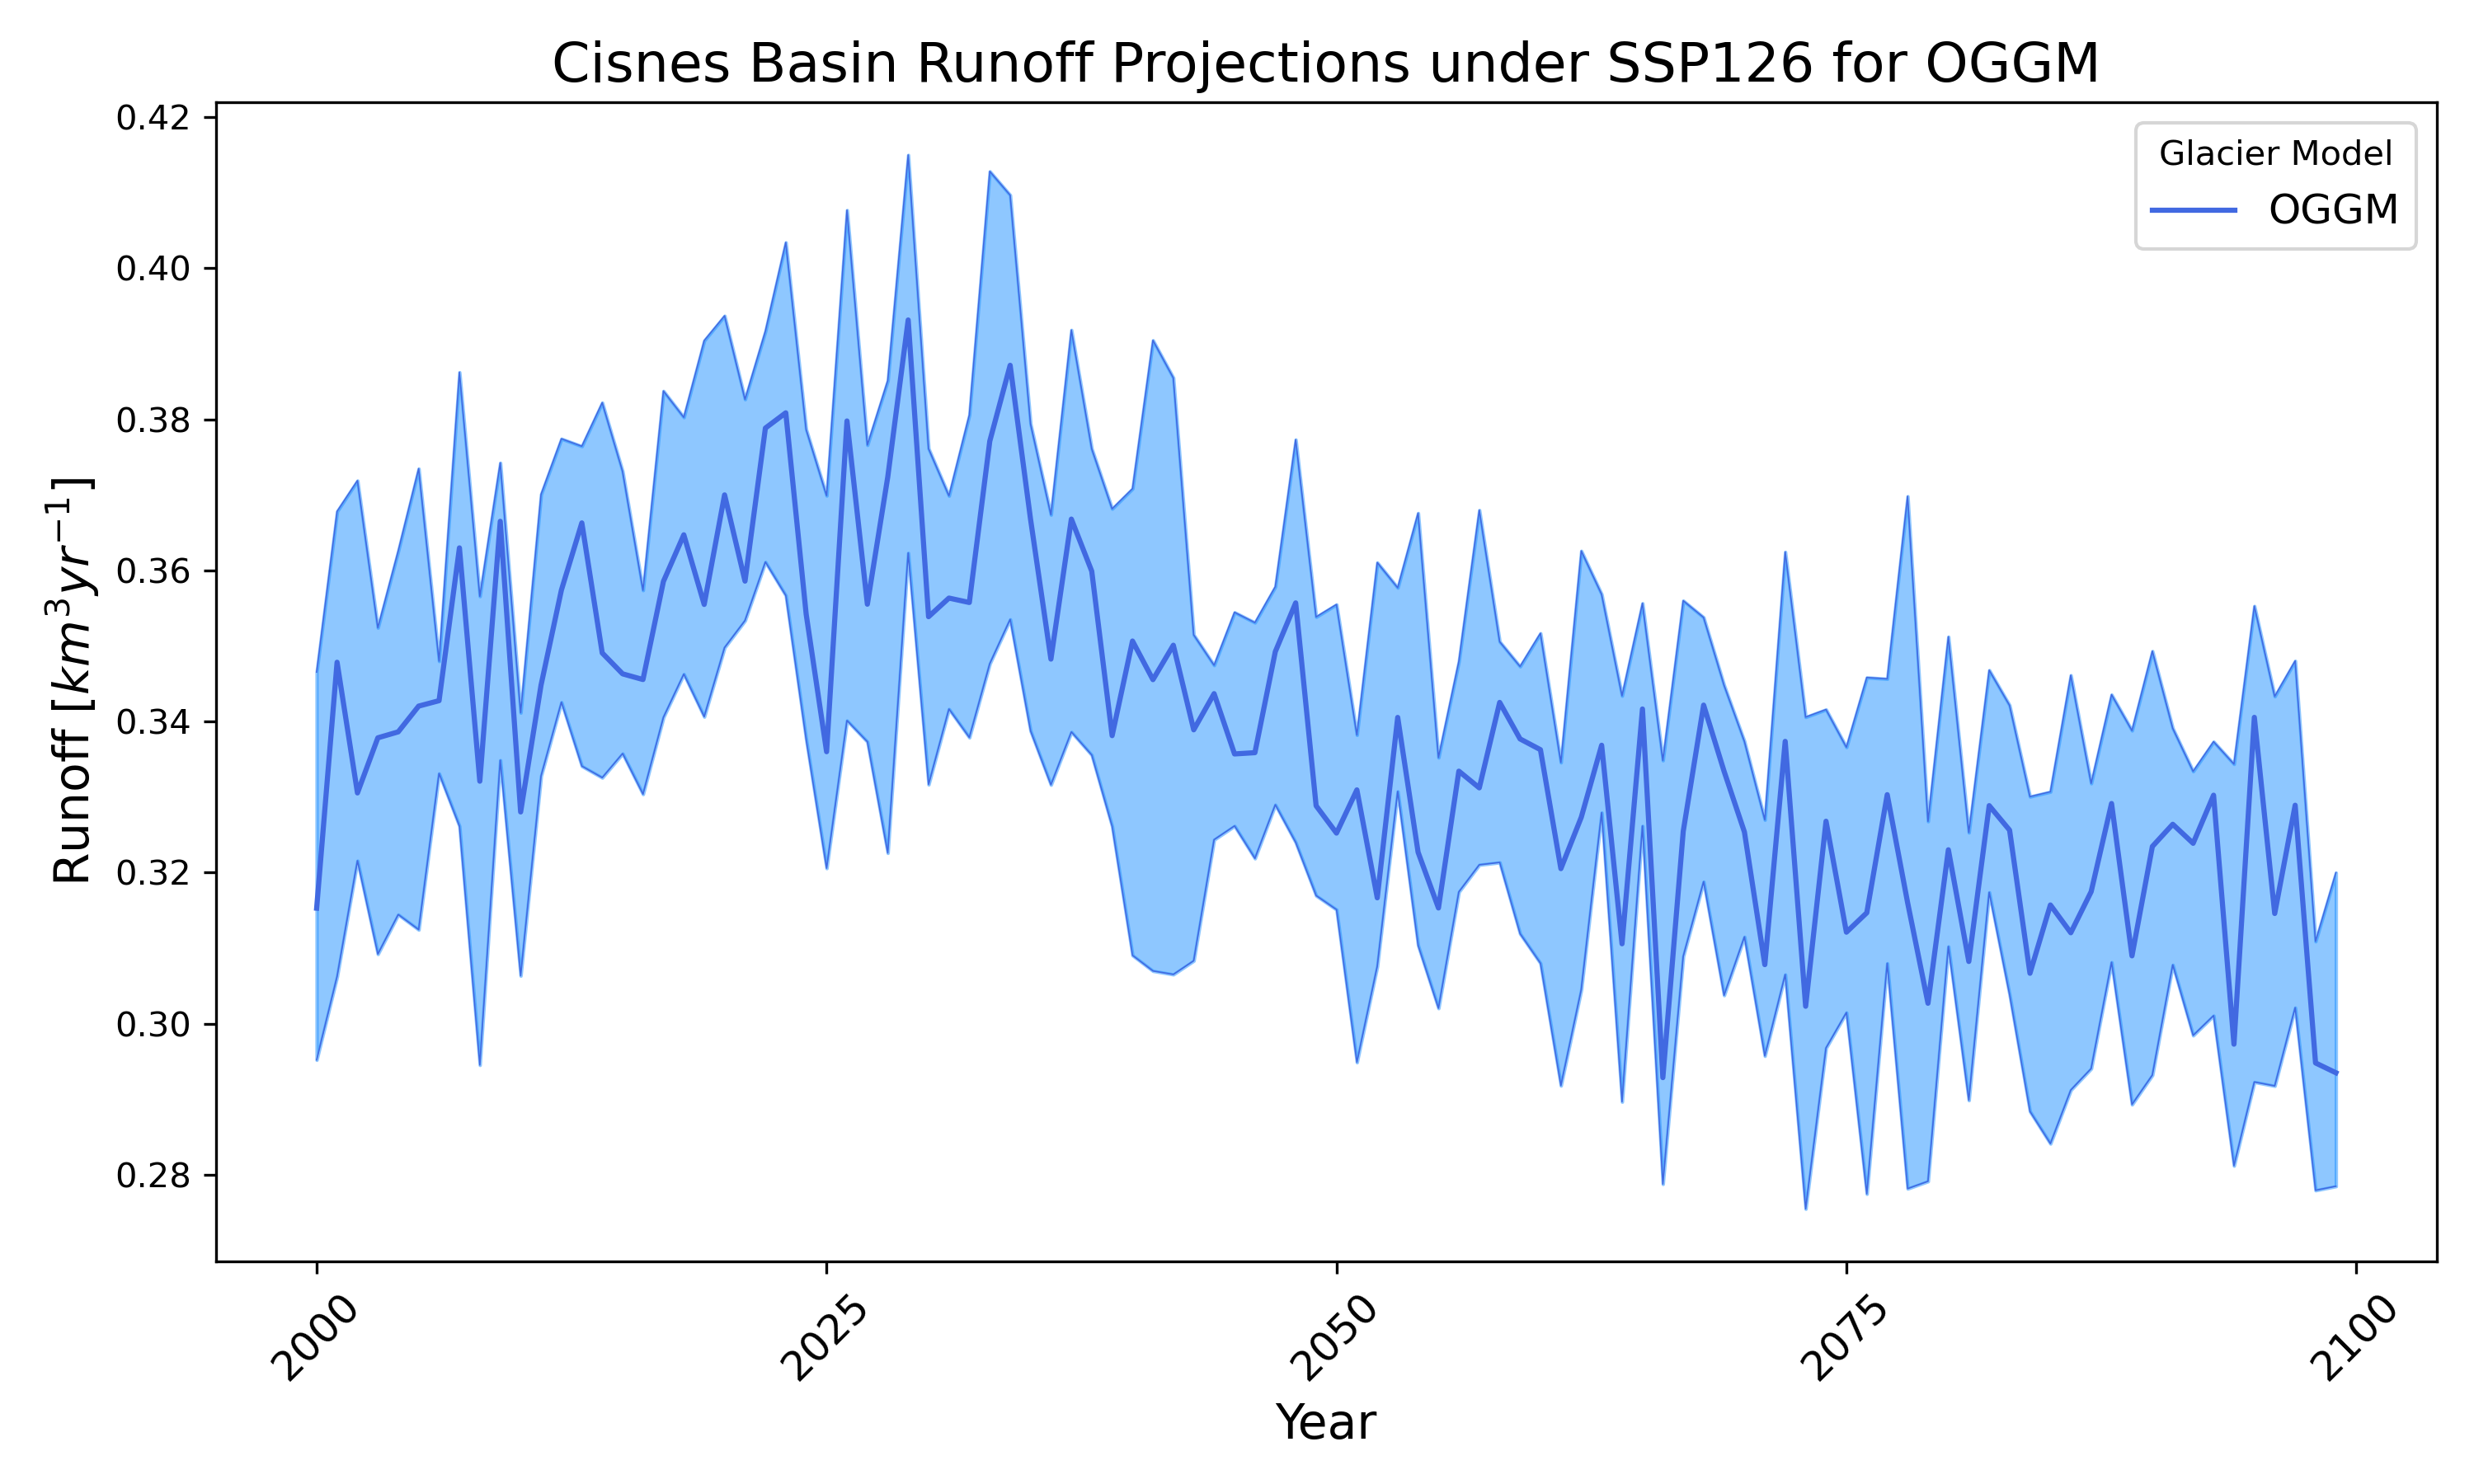 Cisnes Basin Runoff Projections under SSP126 for OGGM
Glacier Model
OGGM
Runoff [km³yr⁻¹]
0.42
0.40
0.38
0.36
0.34
0.32
0.30
0.28
2000
2025
2050
2075
2100
Year